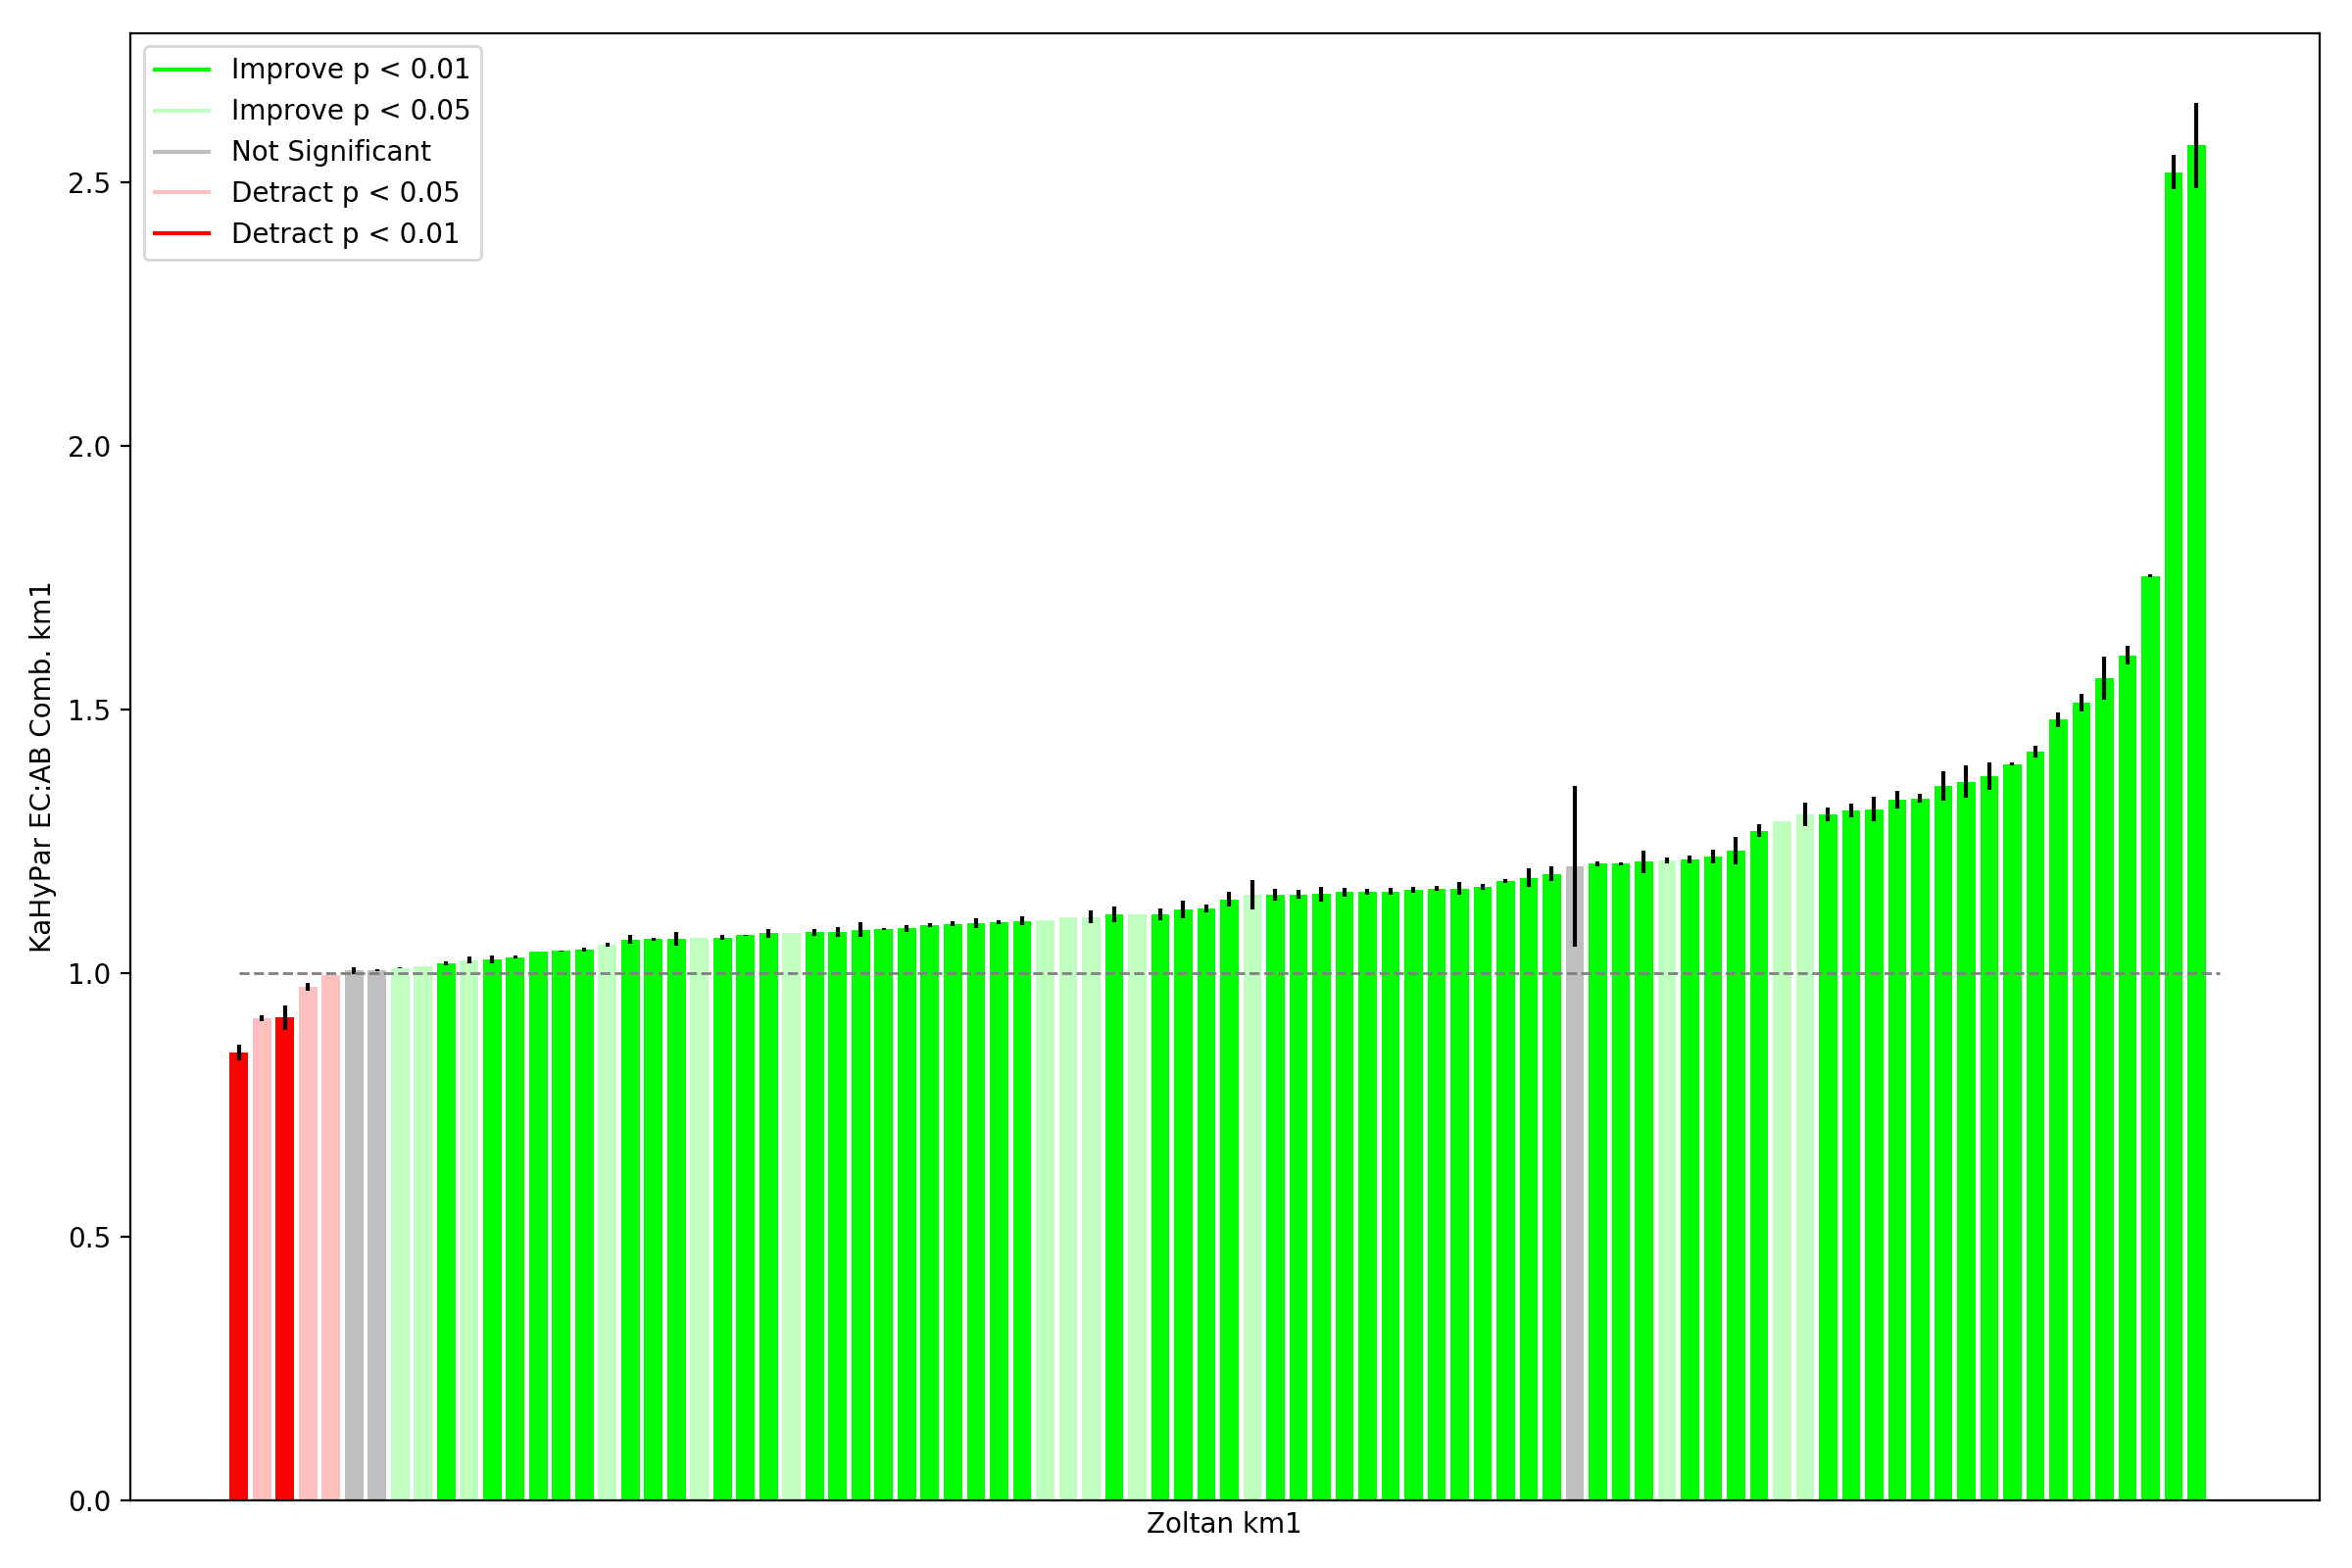 Improve p < 0.01
Improve p < 0.05
Not Significant
Detract p < 0.05
Detract p < 0.01
KaHyPar EC:AB Comb. km1
2.5
2.0
1.5
1.0
0.5
0.0
Zoltan km1